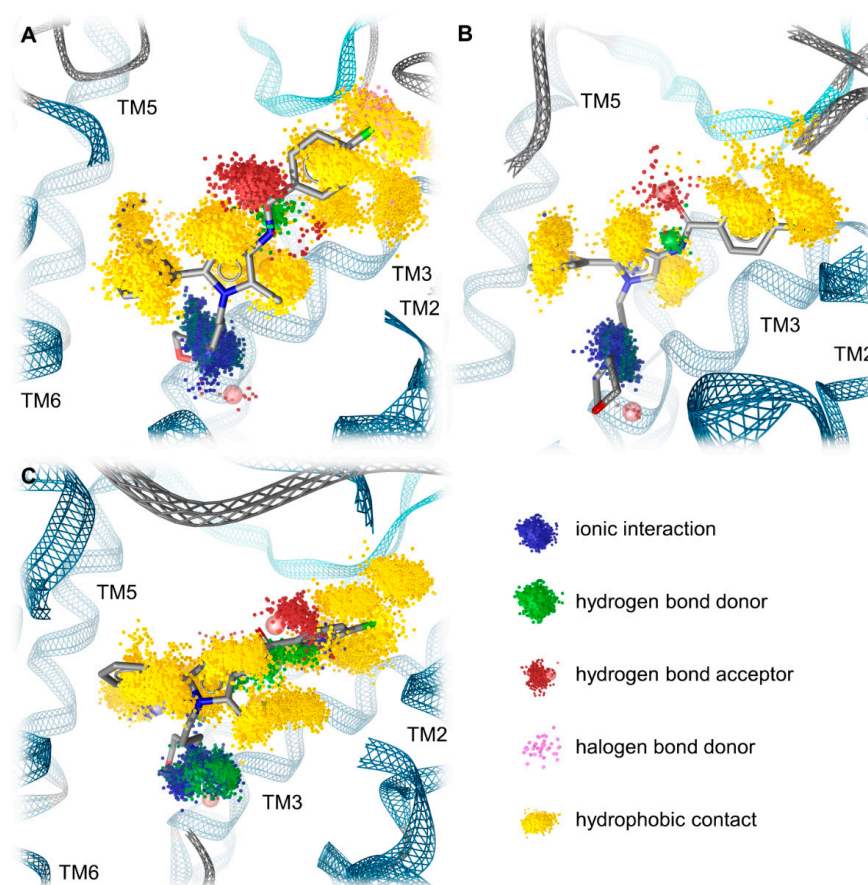 A
TM5
TM3
TM2
TM6
B
TM5
TM3
TM2
C
TM5
TM2
TM3
TM6
ionic interaction
hydrogen bond donor
hydrogen bond acceptor
halogen bond donor
hydrophobic contact